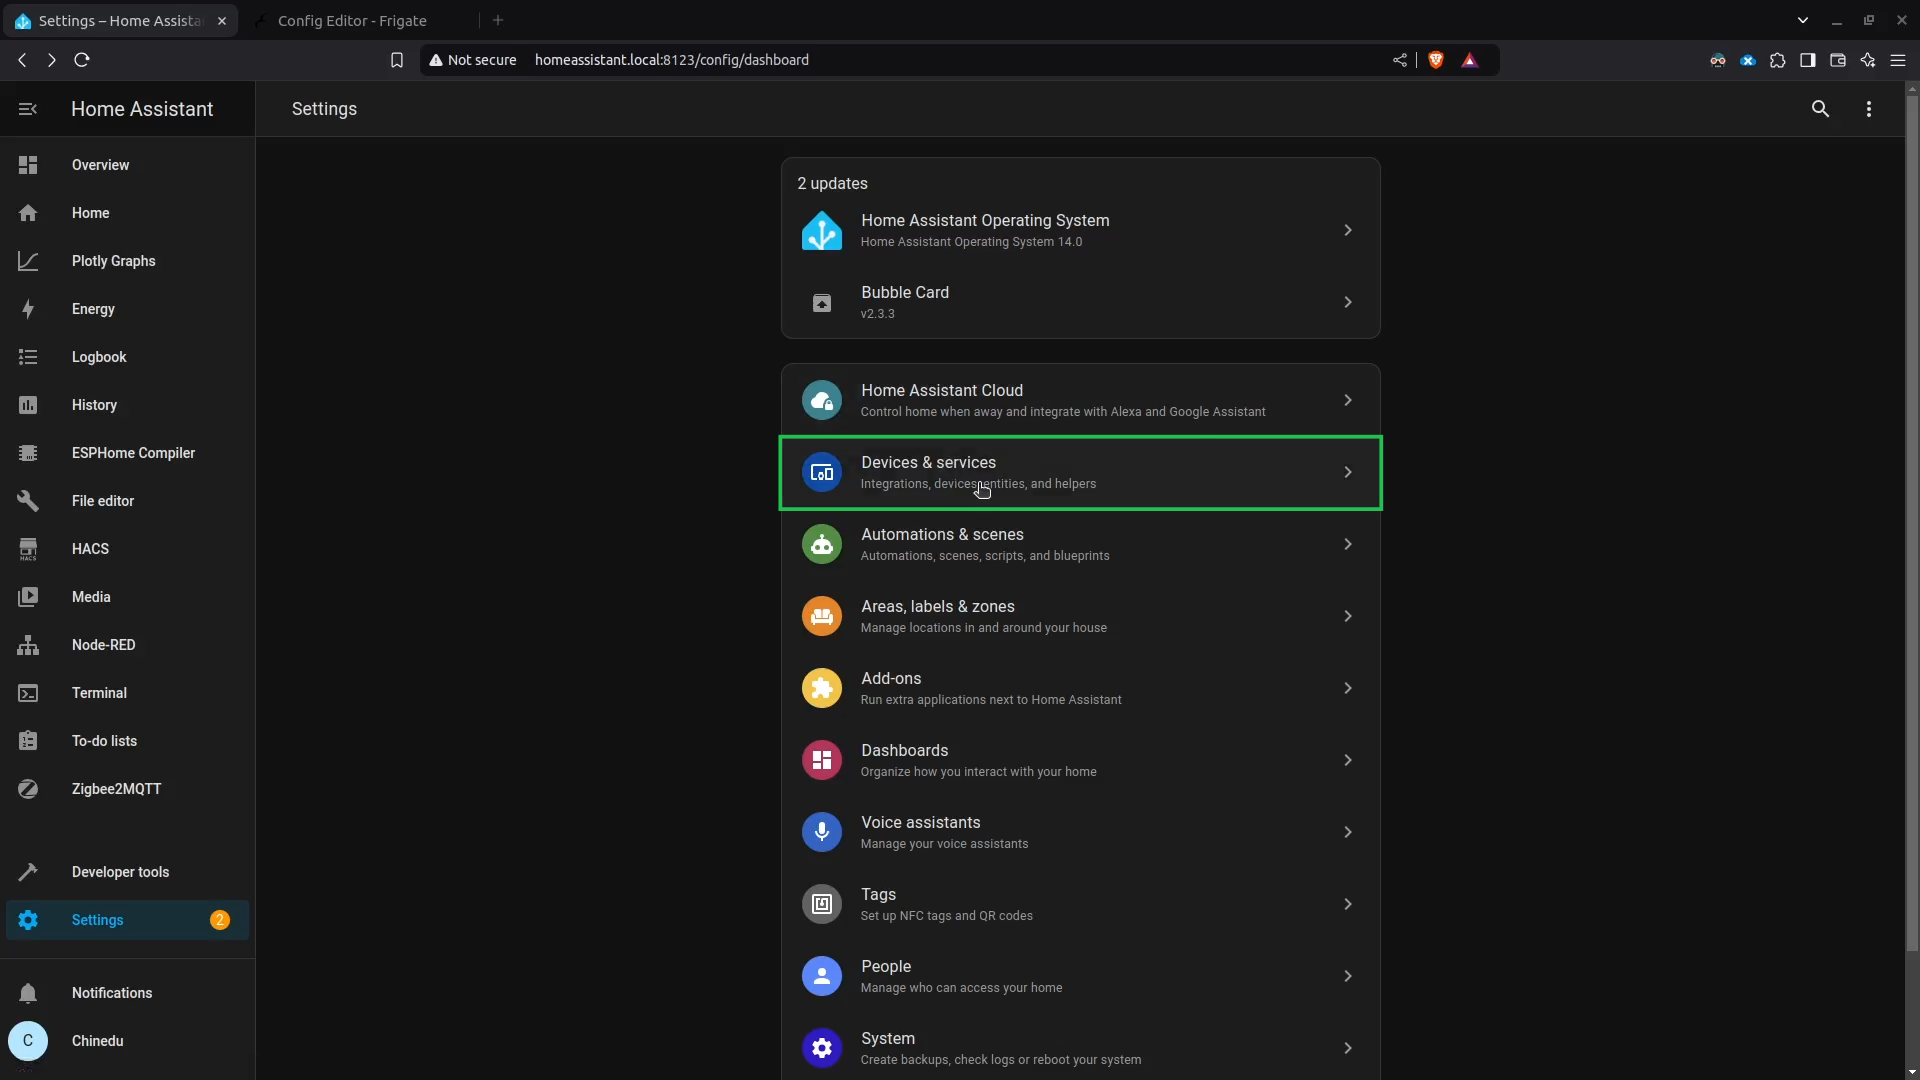 Settings – Home Assista
Config Editor - Frigate
Not secure
homeassistant.local:8123/config/dashboard
Home Assistant
Settings
Overview
Home
Plotly Graphs
Energy
Logbook
History
ESPHome Compiler
File editor
HACS
HACS
Media
Node-RED
Terminal
To-do lists
Zigbee2MQTT
Developer tools
Settings
2
Notifications
C
Chinedu
2 updates
Home Assistant Operating System
Home Assistant Operating System 14.0
Bubble Card
v2.3.3
Home Assistant Cloud
Control home when away and integrate with Alexa and Google Assistant
Devices & services
Integrations, devices, entities, and helpers
Automations & scenes
Automations, scenes, scripts, and blueprints
Areas, labels & zones
Manage locations in and around your house
Add-ons
Run extra applications next to Home Assistant
Dashboards
Organize how you interact with your home
Voice assistants
Manage your voice assistants
Tags
Set up NFC tags and QR codes
People
Manage who can access your home
System
Create backups, check logs or reboot your system